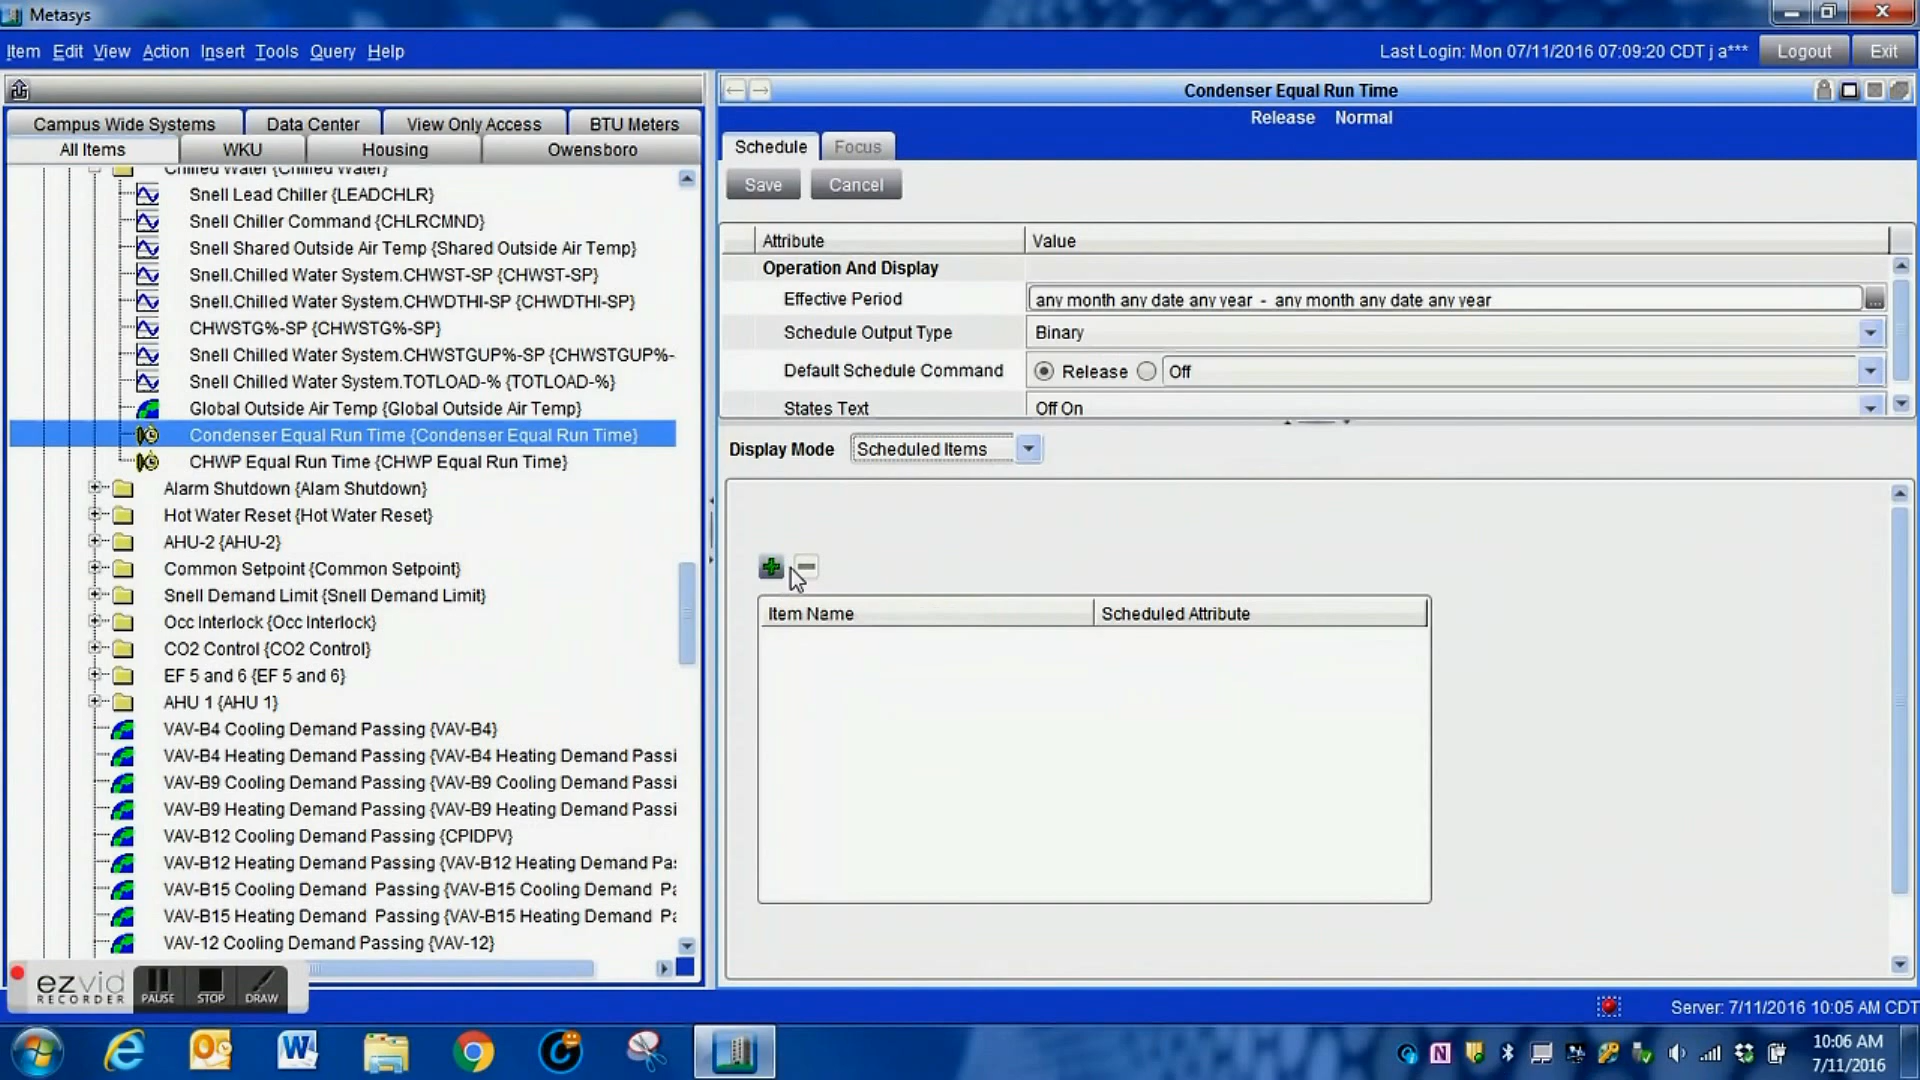 Metasys
Item Edit View Action Insert Tools Query Help
Last Login: Mon 07/11/2016 07:09:20 CDT j a***
Logout
Exit
Campus Wide Systems
Data Center
View Only Access
BTU Meters
All Items
WKU
Housing
Owensboro
Chilled Water {Chilled Water}
Snell Lead Chiller {LEADCHLR}
Snell Chiller Command {CHLRCMND}
Snell Shared Outside Air Temp {Shared Outside Air Temp}
Snell.Chilled Water System.CHWST-SP {CHWST-SP}
Snell.Chilled Water System.CHWDTHI-SP {CHWDTHI-SP}
CHWSTG%-SP {CHWSTG%-SP}
Snell Chilled Water System.CHWSTGUP%-SP {CHWSTGUP%-
Snell Chilled Water System.TOTLOAD-% {TOTLOAD-%}
Global Outside Air Temp {Global Outside Air Temp}
Condenser Equal Run Time {Condenser Equal Run Time}
CHWP Equal Run Time {CHWP Equal Run Time}
Alarm Shutdown {Alam Shutdown}
Hot Water Reset {Hot Water Reset}
AHU-2 {AHU-2}
Common Setpoint {Common Setpoint}
Snell Demand Limit {Snell Demand Limit}
Occ Interlock {Occ Interlock}
CO2 Control {CO2 Control}
EF 5 and 6 {EF 5 and 6}
AHU 1 {AHU 1}
VAV-B4 Cooling Demand Passing {VAV-B4}
VAV-B4 Heating Demand Passing {VAV-B4 Heating Demand Passi
VAV-B9 Cooling Demand Passing {VAV-B9 Cooling Demand Passi
VAV-B9 Heating Demand Passing {VAV-B9 Heating Demand Passi
VAV-B12 Cooling Demand Passing {CPIDPV}
VAV-B12 Heating Demand Passing {VAV-B12 Heating Demand Pa
VAV-B15 Cooling Demand Passing {VAV-B15 Cooling Demand Pa
VAV-B15 Heating Demand Passing {VAV-B15 Heating Demand Pa
VAV-12 Cooling Demand Passing {VAV-12}
Condenser Equal Run Time
Release Normal
Schedule
Focus
Save
Cancel
Attribute
Value
Operation And Display
Effective Period
any month any date any year - any month any date any year
...
Schedule Output Type
Binary
Default Schedule Command
Release
Off
States Text
Off On
Display Mode
Scheduled Items
Item Name
Scheduled Attribute
ezvid
RECORDER
PAUSE
STOP
DRAW
Server: 7/11/2016 10:05 AM CDT
10:06 AM
7/11/2016